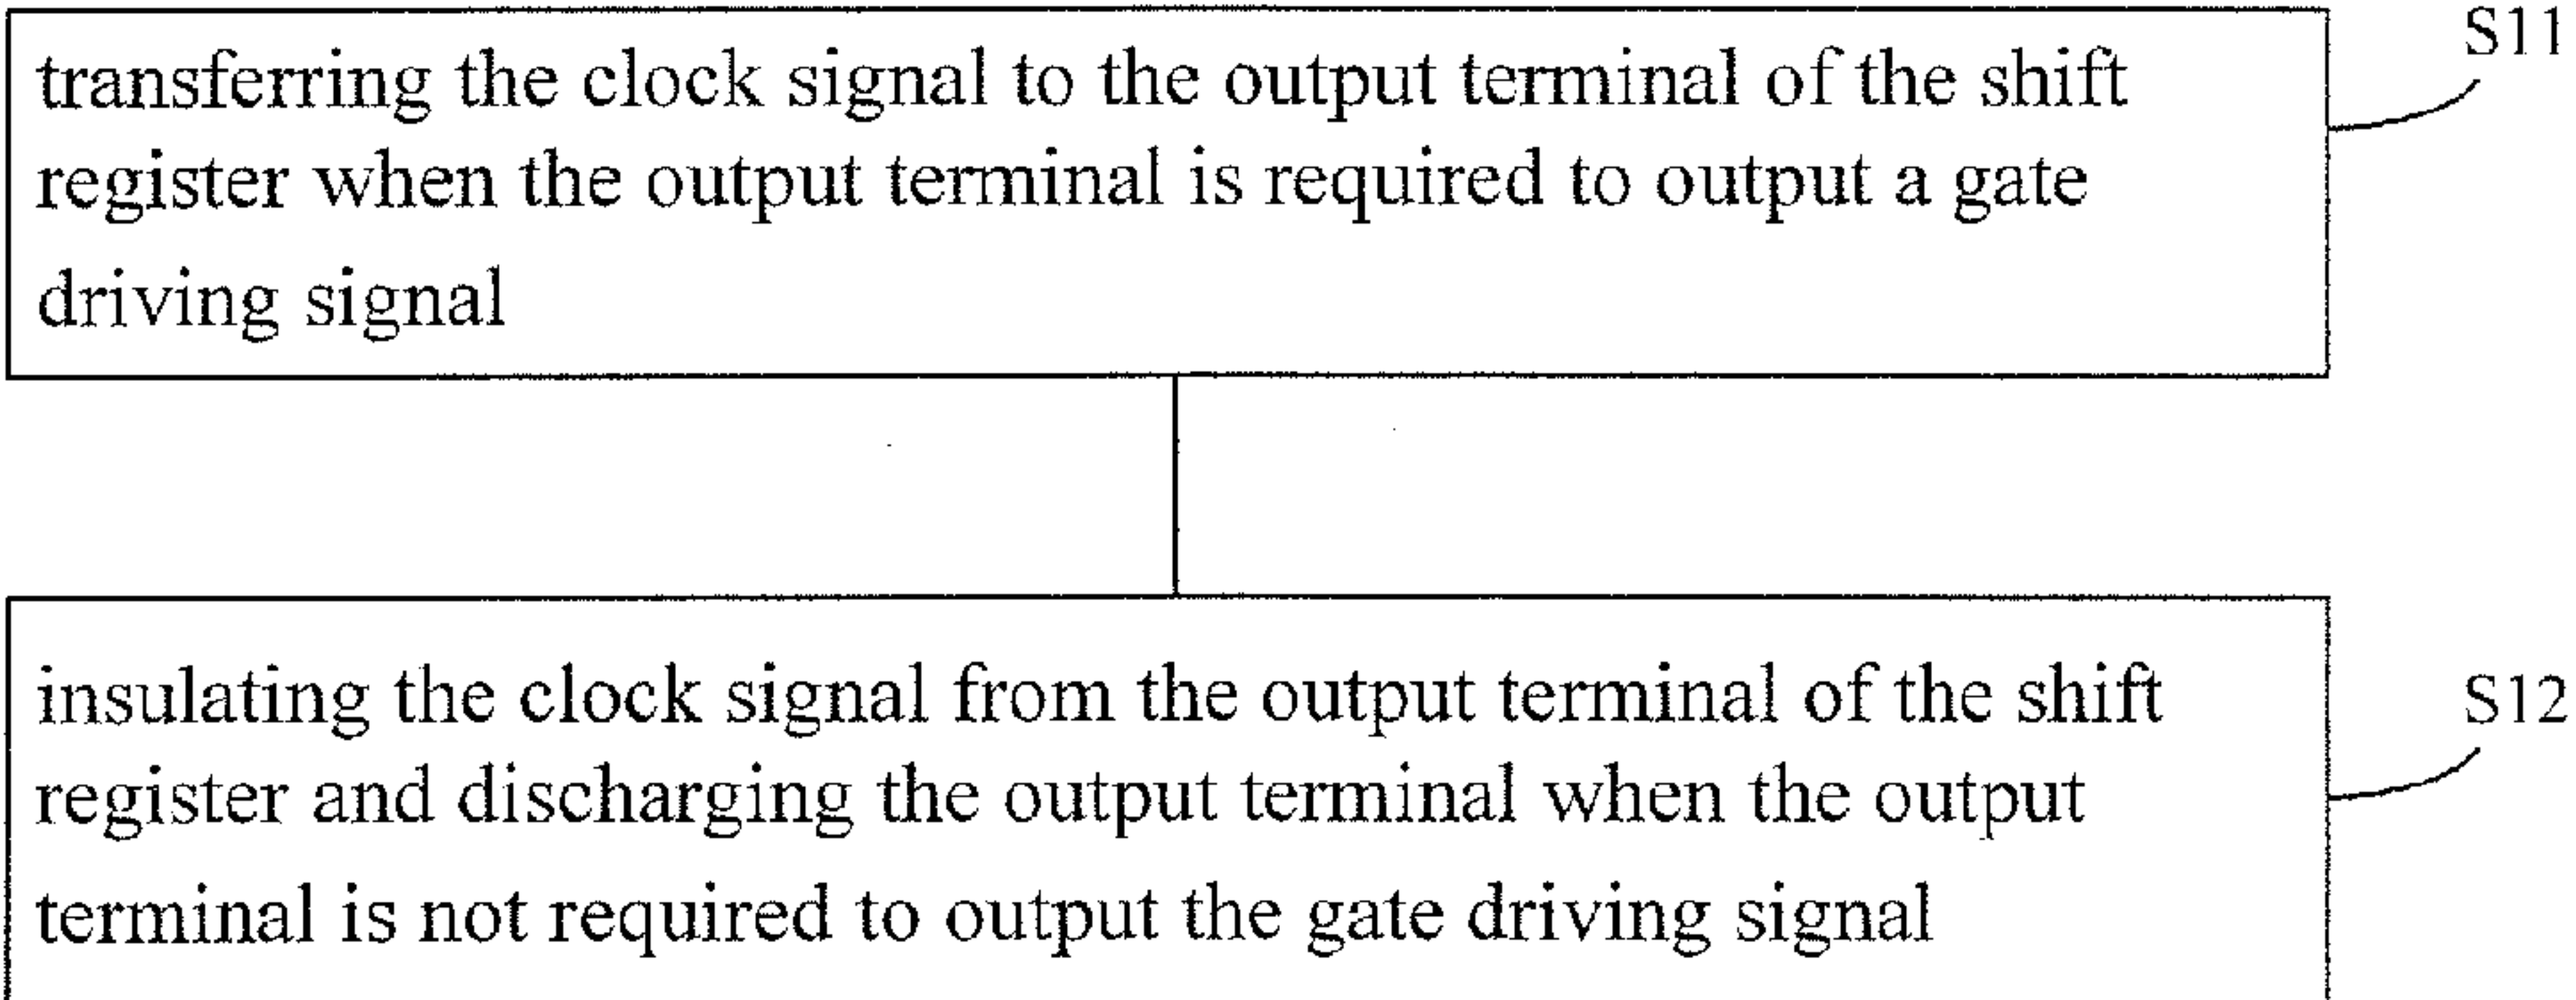 S11
transferring the clock signal to the output terminal of the shift
register when the output terminal is required to output a gate
driving signal
S12
insulating the clock signal from the output terminal of the shift
register and discharging the output terminal when the output
terminal is not required to output the gate driving signal